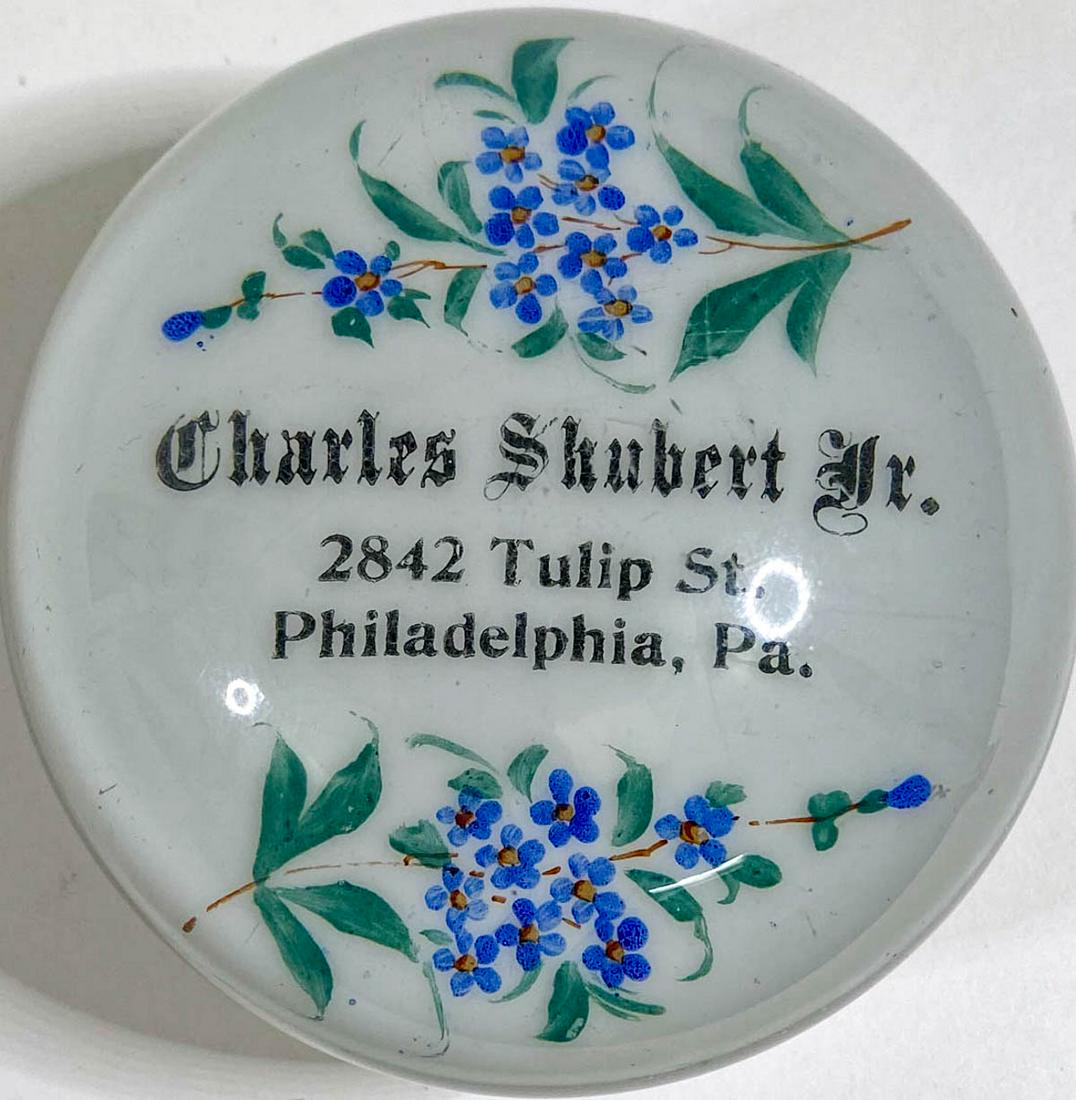 Charles Shubert Jr.
2842 Tulip St.
Philadelphia, Pa.